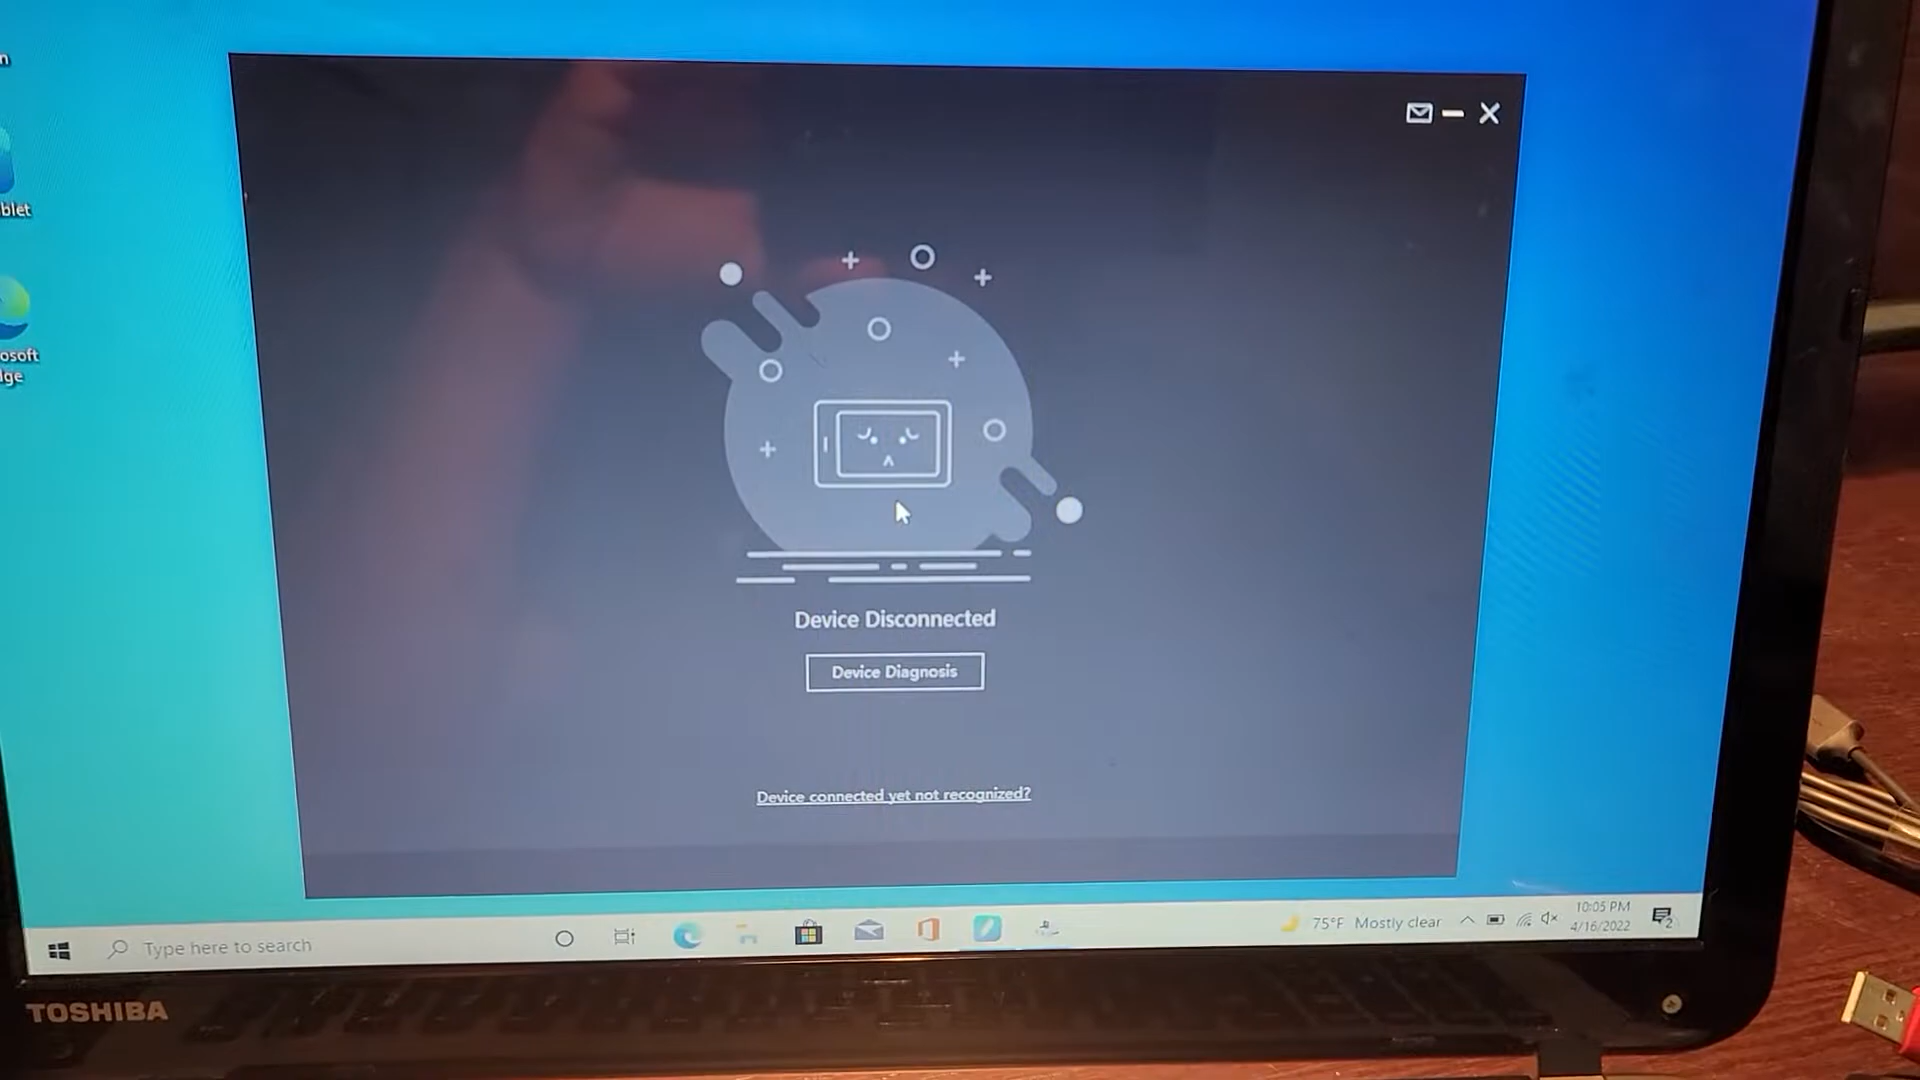 n
blet
osoft
lge
Device Disconnected
Device Diagnosis
Device connected yet not recognized?
Type here to search
75°F Mostly clear
10:05 PM
4/16/2022
2
TOSHIBA